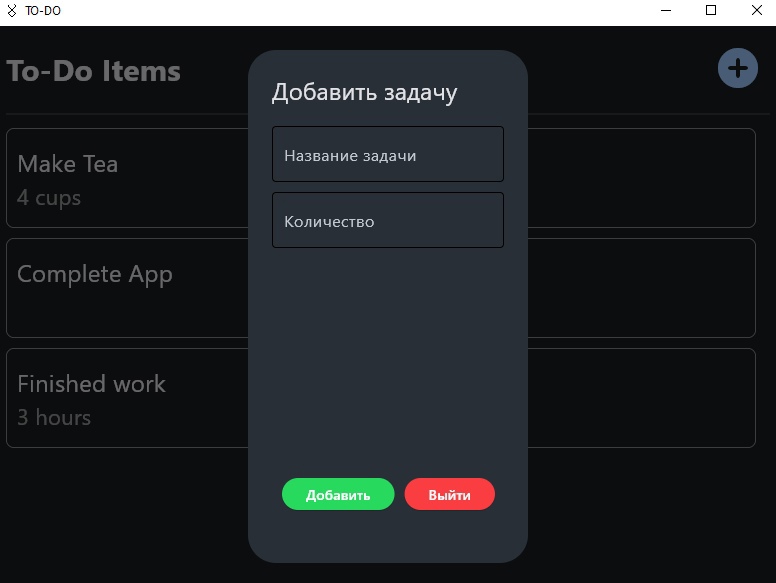 TO-DO
To-Do Items
Добавить задачу
Название задачи
Количество
Make Tea
4 cups
Complete App
Finished work
3 hours
Добавить
Выйти